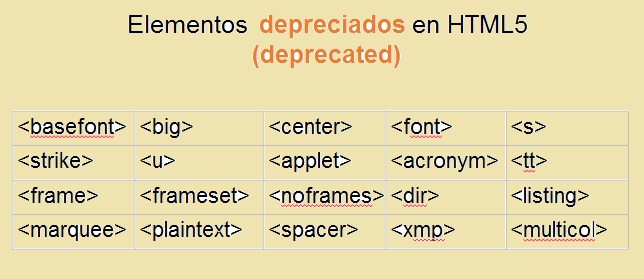 Elementos depreciados en HTML5
(deprecated)
<basefont> <big> <center> <font> <s>
<strike> <u> <applet> <acronym> <tt>
<frame> <frameset> <noframes> <dir> <listing>
<marquee> <plaintext> <spacer> <xmp> <multicol>